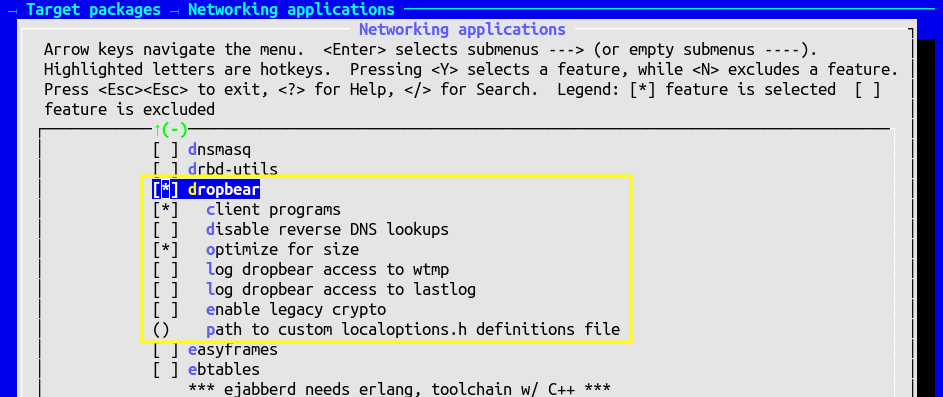 → Target packages → Networking applications
Networking applications
Arrow keys navigate the menu.  <Enter> selects submenus ---> (or empty submenus ----).
Highlighted letters are hotkeys.  Pressing <Y> selects a feature, while <N> excludes a feature.
Press <Esc><Esc> to exit, <?> for Help, </> for Search.  Legend: [*] feature is selected  [ ]
feature is excluded
↑(-)
[ ] dnsmasq
[ ] drbd-utils
[*] dropbear
[*]   client programs
[ ]   disable reverse DNS lookups
[*]   optimize for size
[ ]   log dropbear access to wtmp
[ ]   log dropbear access to lastlog
[ ]   enable legacy crypto
()    path to custom localoptions.h definitions file
[ ] easyframes
[ ] ebtables
*** ejabberd needs erlang, toolchain w/ C++ ***